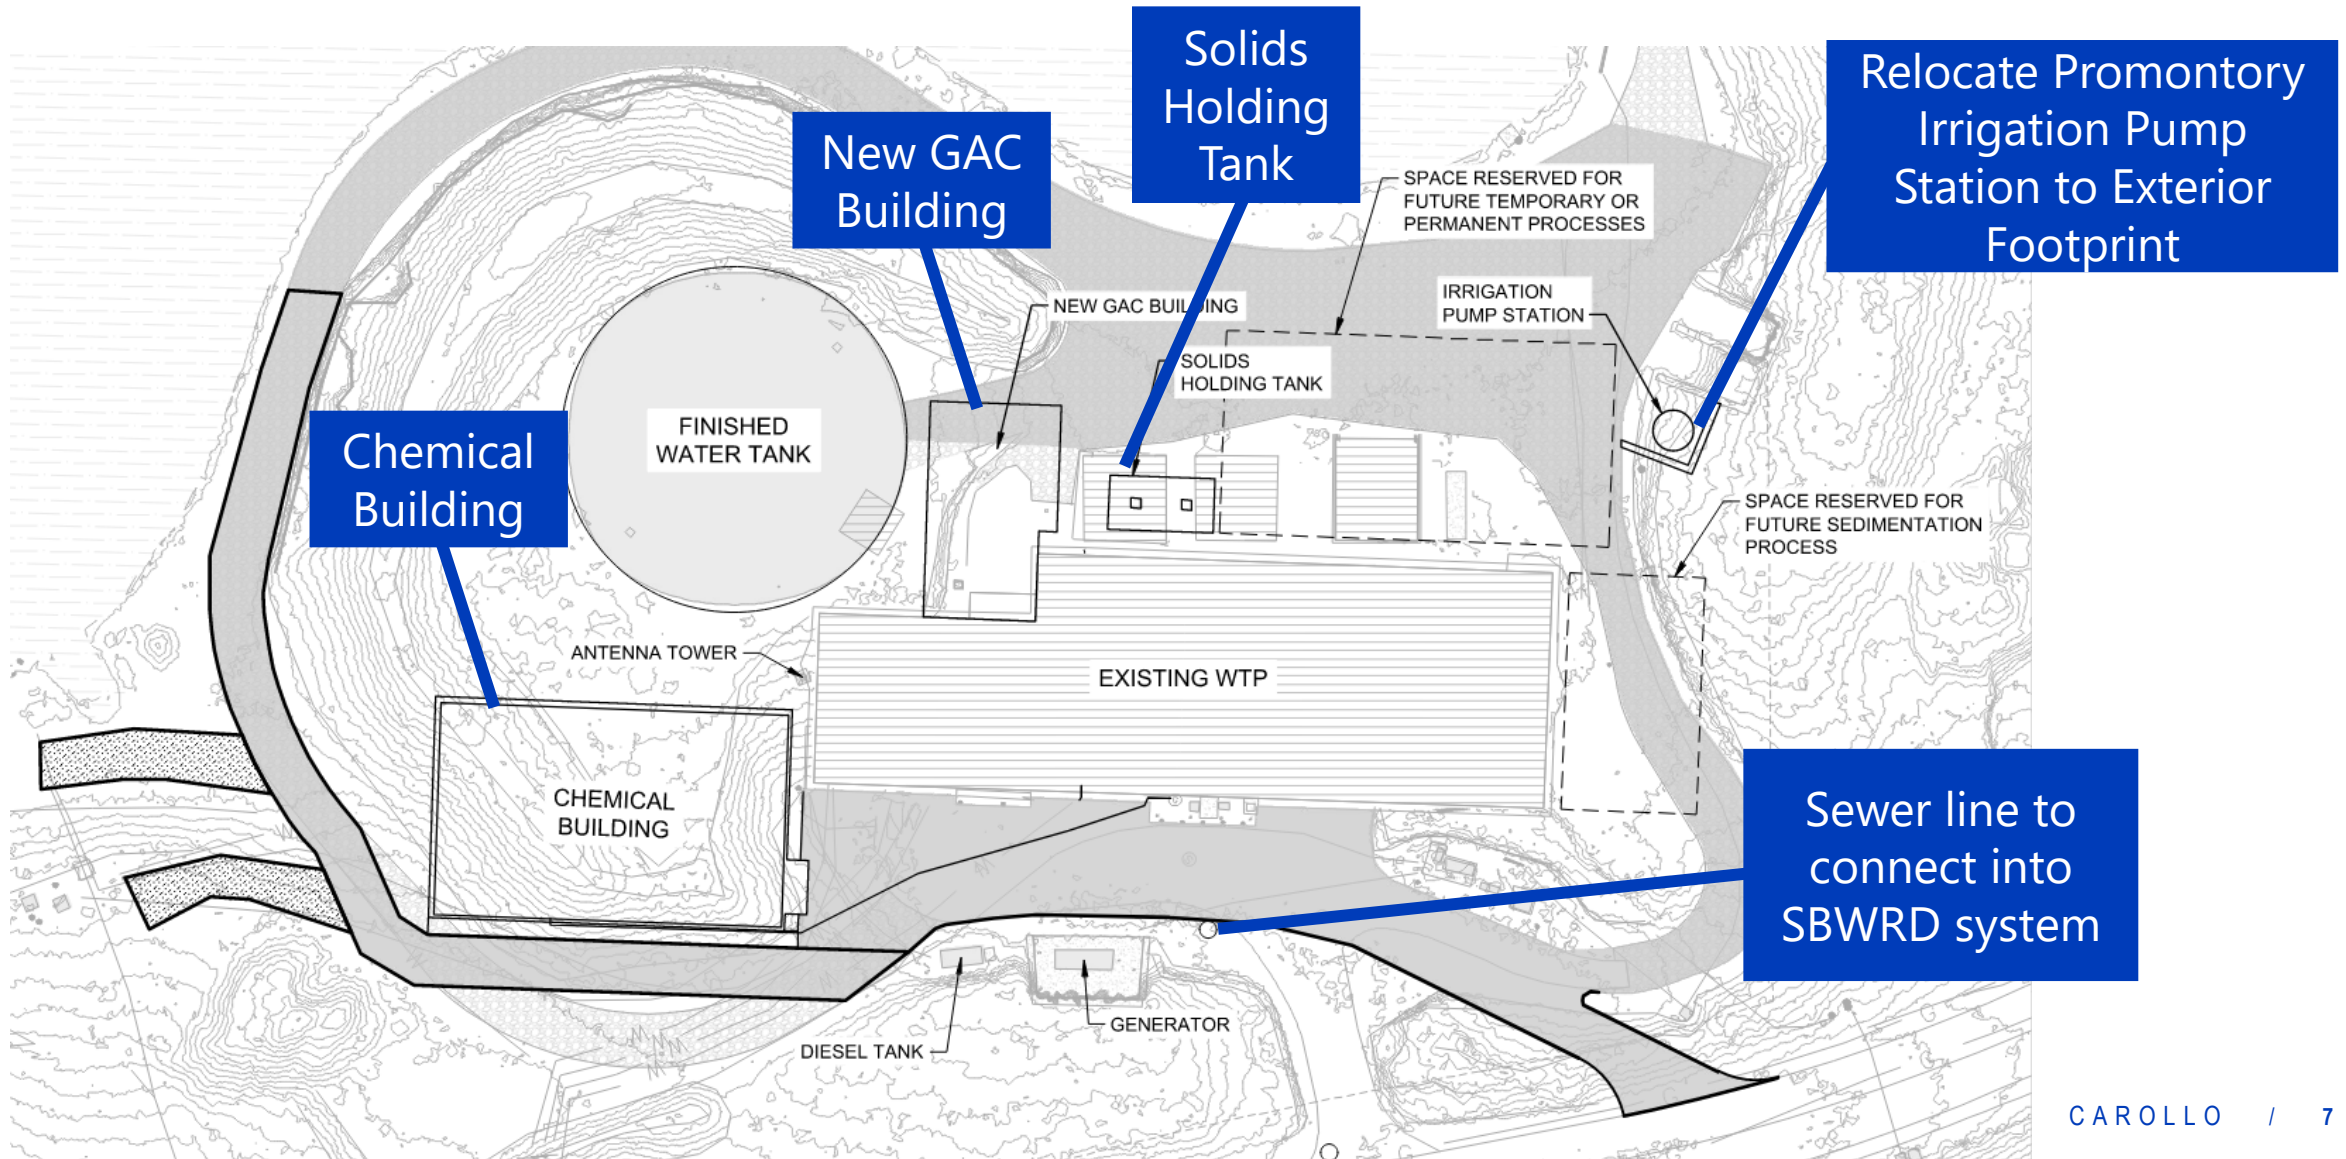 Solids
Holding
Tank
Relocate Promontory
Irrigation Pump
Station to Exterior
Footprint
New GAC
Building
SPACE RESERVED FOR
FUTURE TEMPORARY OR
PERMANENT PROCESSES
NEW GAC BUILDING
IRRIGATION
PUMP STATION
SOLIDS
HOLDING TANK
Chemical
Building
FINISHED
WATER TANK
SPACE RESERVED FOR
FUTURE SEDIMENTATION
PROCESS
ANTENNA TOWER
EXISTING WTP
CHEMICAL
BUILDING
Sewer line to
connect into
SBWRD system
GENERATOR
DIESEL TANK
CAROLLO / 7